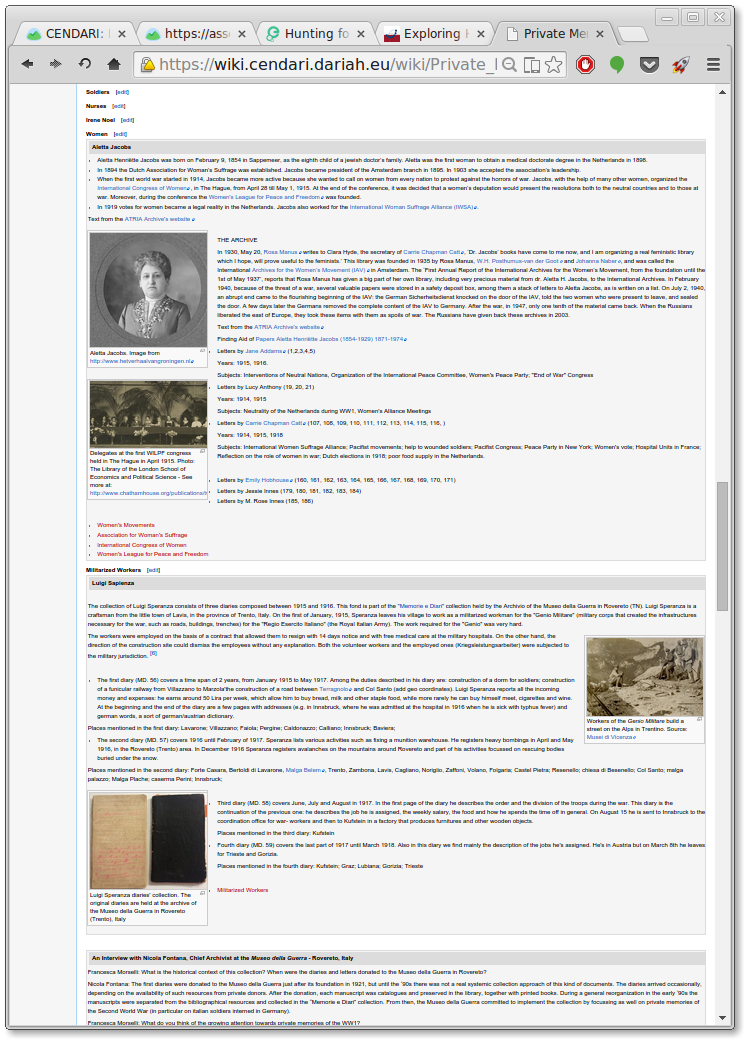 CENDARI:
https://ass
Hunting fo
Exploring
Private Me
https://wiki.cendari.dariah.eu/wiki/Private_
Soldiers [edit]
Nurses [edit]
Irene Noel [edit]
Women [edit]
Aletta Jacobs
Aletta Henriëtte Jacobs was born on February 9, 1854 in Sappemeer, as the eighth child of a jewish doctor's family. Aletta was the first woman to obtain a medical doctorate degree in the Netherlands in 1898.
In 1894 the Dutch Association for Woman's Suffrage was established. Jacobs became president of the Amsterdam branch in 1895. In 1903 she accepted the association's leadership.
When the first world war started in 1914, Jacobs became more active because she wanted to call on women from every nation to protest against the horrors of war. Jacobs, with the help of many other women, organized the
International Congress of Women, in The Hague, from April 28 till May 1, 1915. At the end of the conference, it was decided that a women's deputation would present the resolutions both to the neutral countries and to those at
war. Moreover, during the conference the Women's League for Peace and Freedom was founded.
In 1919 votes for women became a legal reality in the Netherlands. Jacobs also worked for the International Woman Suffrage Alliance (IWSA).
Text from the ATRIA Archive's website.
THE ARCHIVE
In 1930, May 20, Rosa Manus writes to Clara Hyde, the secretary of Carrie Chapman Catt, 'Dr. Jacobs' books have come to me now, and I am organizing a real feministic library
which I hope, will prove useful to the feminists.' This library was founded in 1935 by Rosa Manus, W.H. Posthumus-van der Goot and Johanna Naber, and was called the
International Archives for the Women's Movement (IAV) in Amsterdam. The 'First Annual Report of the International Archives for the Women's Movement, from the foundation until the
1st of May 1937', reports that Rosa Manus has given a big part of her own library, including very precious material from dr. Aletta H. Jacobs, to the International Archives. In February
1940, because of the threat of a war, several valuable papers were stored in a safety deposit box, among them a stack of letters to Aletta Jacobs, as is written on a list. On July 2, 1940,
an abrupt end came to the flourishing beginning of the IAV: the German Sicherheitsdienst knocked on the door of the IAV, told the two women who were present to leave, and sealed
the door. A few days later the Germans removed the complete content of the IAV to Germany. After the war, in 1947, only one tenth of the material came back. When the Russians
liberated the east of Europe, they took these items with them as spoils of war. The Russians have given back these archives in 2003.
Text from the ATRIA Archive's website
Finding Aid of Papers Aletta Henriette Jacobs (1854-1929) 1871-1974
Aletta Jacobs. Image from
http://www.hetverhaalvangroningen.nl
Letters by Jane Addams (1,2,3,4,5)
Years: 1915, 1916.
Subjects: Interventions of Neutral Nations, Organization of the International Peace Committee, Women's Peace Party; "End of War" Congress
Letters by Lucy Anthony (19, 20, 21)
Years: 1914, 1915
Subjects: Neutrality of the Netherlands during WW1, Women's Alliance Meetings
Letters by Carrie Chapman Catt (107, 108, 109, 110, 111, 112, 113, 114, 115, 116, )
Years: 1914, 1915, 1918
Subjects: International Women Suffrage Alliance; Pacifist movements; help to wounded soldiers; Pacifist Congress; Peace Party in New York; Women's vote; Hospital Units in France;
Reflection on the role of women in war; Dutch elections in 1918; poor food supply in the Netherlands.
Delegates at the first WILPF congress
held in The Hague in April 1915. Photo:
The Library of the London School of
Economics and Political Science - See
more at:
http://www.chathamhouse.org/publications/t
Letters by Emily Hobhouse (160, 161, 162, 163, 164, 165, 166, 167, 168, 169, 170, 171)
Letters by Jessie Innes (179, 180, 181, 182, 183, 184)
Letters by M. Rose Innes (185, 186)
Women's Movements
Association for Woman's Suffrage
International Congress of Women
Women's League for Peace and Freedom
Militarized Workers [edit]
Luigi Sapienza
The collection of Luigi Speranza consists of three diaries composed between 1915 and 1916. This fond is part of the "Memorie e Diari" collection held by the Archivio of the Museo della Guerra in Rovereto (TN). Luigi Speranza is a
craftsman from the little town of Lavis, in the province of Trento, Italy. On the first of January, 1915, Speranza leaves his village to work as a militarized workman for the "Genio Militare" (military corps that created the infrastructures
necessary for the war, such as roads, buildings, trenches) for the "Regio Esercito Italiano" (the Royal Italian Army). The work required for the "Genio" was very hard.
The workers were employed on the basis of a contract that allowed them to resign with 14 days notice and with free medical care at the military hospitals. On the other hand, the
direction of the construction site could dismiss the employees without any explanation. Both the volunteer workers and the employed ones (Kriegsleistungsarbeiter) were subjected to
the military jurisdiction. [6]
The first diary (MD. 56) covers a time span of 2 years, from January 1915 to May 1917. Among the duties described in his diary are: construction of a dorm for soldiers; construction
of a funicular railway from Villazzano to Marzola'the construction of a road between Terragnolo and Col Santo (add geo coordinates). Luigi Speranza reports all the incoming
money and expenses: he earns around 50 Lira per week, which allow him to buy bread, milk and other staple food, while more rarely he can buy himself meet, cigarettes and wine.
At the beginning and the end of the diary are a few pages with addresses (e.g. in Innsbruck, where he was admitted at the hospital in 1916 when he is sick with typhus fever) and
german words, a sort of german/austrian dictionary.
Workers of the Genio Militare build a
street on the Alps in Trentino. Source:
Musei di Vicenza
Places mentioned in the first diary: Lavarone; Villazzano; Faiola; Pergine; Caldonazzo; Calliano; Innsbruck; Baviera;
The second diary (MD. 57) covers 1916 until February of 1917. Speranza lists various activities such as fixing a munition warehouse. He registers heavy bombings in April and May
1916, in the Rovereto (Trento) area. In December 1916 Speranza registers avalanches on the mountains around Rovereto and part of his activities focussed on rescuing bodies
buried under the snow.
Places mentioned in the second diary: Forte Casara, Bertoldi di Lavarone, Malga Belem, Trento, Zambona, Lavis, Cagliano, Noriglio, Zaffoni, Volano, Folgaria; Castel Pietra; Resenello; chiesa di Besenello; Col Santo; malga
palazzo; Malga Plache; caserma Perini; Innsbruck;
Third diary (MD. 58) covers June, July and August in 1917. In the first page of the diary he describes the order and the division of the troups during the war. This diary is the
continuation of the previous one: he describes the job he is assigned, the weekly salary, the food and how he spends the time off in general. On August 15 he is sent to Innsbruck to the
coordination office for war- workers and then to Kufstein in a factory that produces furnitures and other wooden objects.
Places mentioned in the third diary: Kufstein
Fourth diary (MD. 59) covers the last part of 1917 until March 1918. Also in this diary we find mainly the description of the jobs he's assigned. He's in Austria but on March 8th he leaves
for Trieste and Gorizia.
Places mentioned in the fourth diary: Kufstein; Graz; Lubiana; Gorizia; Trieste
Militarized Workers
Luigi Speranza diaries' collection. The
original diaries are held at the archive of
the Museo della Guerra in Rovereto
(Trento), Italy
An Interview with Nicola Fontana, Chief Archivist at the Museo della Guerra - Rovereto, Italy
Francesca Morselli: What is the historical context of this collection? When were the diaries and letters donated to the Museo della Guerra in Rovereto?
Nicola Fontana: The first diaries were donated to the Museum just after its foundation in 1921, but until the '90s there was not a real systematic collection approach of this kind of documents. The diaries arrived occasionally,
depending on the availability of such resources from private donors. After the donation, each manuscript was catalogues and preserved in the library, together with printed books. During a general reorganization in the early '90s the
manuscripts were separated from the bibliographical resources and collected in the "Memorie e Diari" collection. From then, the Museo della Guerra committed to implement the collection by focussing as well on private memories of
the Second World War (in particular on italian soldiers interned in Germany).
Francesca Morselli: What do you think of the growing attention towards private memories of the WW1?